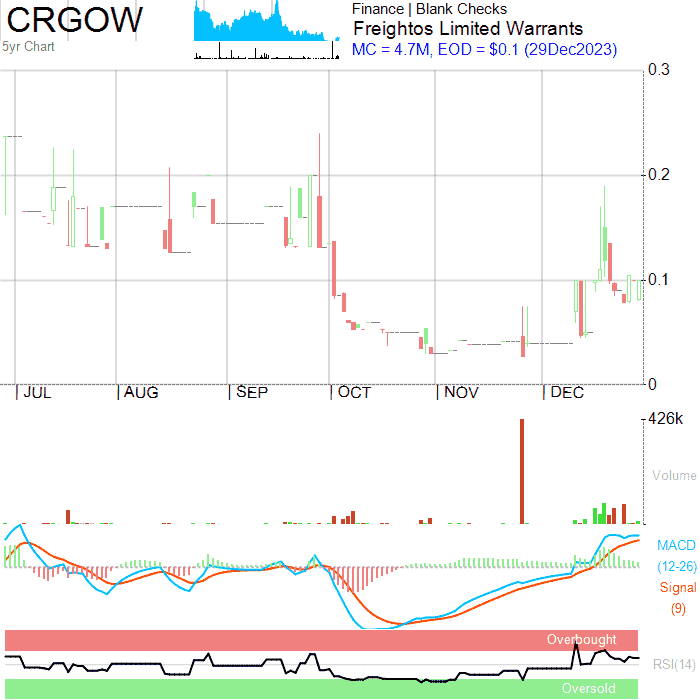 CRGOW
5yr Chart
Finance | Blank Checks
Freightos Limited Warrants
MC = 4.7M, EOD = $0.1 (29Dec2023)
0.3
0.2
0.1
0
JUL AUG SEP OCT NOV DEC
426k
Volume
MACD
(12-26)
Signal
(9)
Overbought
RSI(14)
Oversold